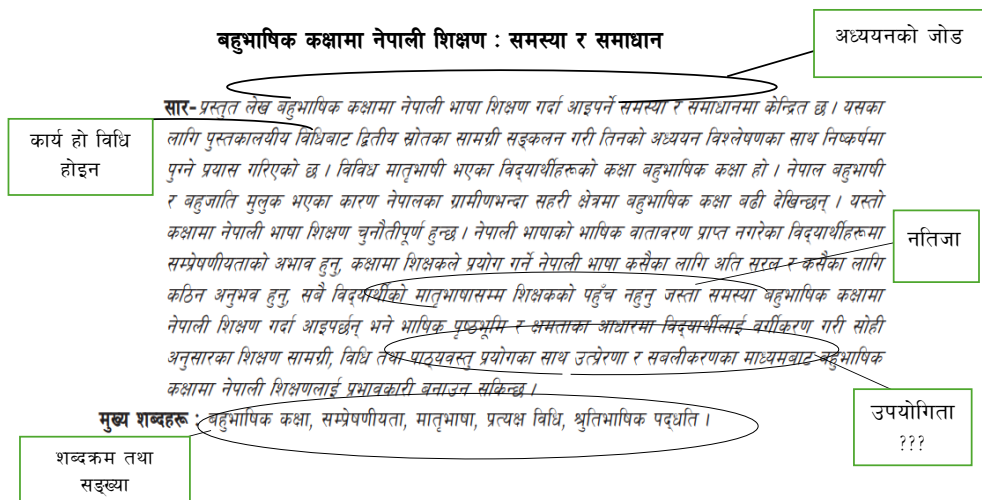 बहुभाषिक कक्षामा नेपाली शिक्षण : समस्या र समाधान
अध्ययनको जोड
सार- प्रस्तुत लेख बहुभाषिक कक्षामा नेपाली भाषा शिक्षण गर्दा आइपर्ने समस्या र समाधानमा केन्द्रित छ । यसका
लागि पुस्तकालयीय विधिबाट द्वितीय स्रोतका सामग्री सङ्कलन गरी तिनको अध्ययन विश्लेषणका साथ निष्कर्षमा
पुग्ने प्रयास गरिएको छ । विविध मातृभाषी भएका विद्यार्थीहरूको कक्षा बहुभाषिक कक्षा हो । नेपाल बहुभाषी
र बहुजाति मुलुक भएका कारण नेपालका ग्रामीणभन्दा सहरी क्षेत्रमा बहुभाषिक कक्षा बढी देखिन्छन् । यस्तो
कक्षामा नेपाली भाषा शिक्षण चुनौतीपूर्ण हुन्छ । नेपाली भाषाको भाषिक वातावरण प्राप्त नगरेका विद्यार्थीहरूमा
सम्प्रेषणीयताको अभाव हुनु, कक्षामा शिक्षकले प्रयोग गर्ने नेपाली भाषा कसैका लागि अति सरल र कसैका लागि
कठिन अनुभव हुनु, सबै विद्यार्थीको मातृभाषासम्म शिक्षकको पहुँच नहुनु जस्ता समस्या बहुभाषिक कक्षामा
नेपाली शिक्षण गर्दा आइपर्छन् भने भाषिक पृष्ठभूमि र क्षमताका आधारमा विद्यार्थीलाई वर्गीकरण गरी सोही
अनुसारका शिक्षण सामग्री, विधि तथा पाठ्यवस्तु प्रयोगका साथ उत्प्रेरणा र सबलीकरणका माध्यमबाट बहुभाषिक
कक्षामा नेपाली शिक्षणलाई प्रभावकारी बनाउन सकिन्छ ।
मुख्य शब्दहरू : बहुभाषिक कक्षा, सम्प्रेषणीयता, मातृभाषा, प्रत्यक्ष विधि, श्रुतिभाषिक पद्धति ।
कार्य हो विधि
होइन
नतिजा
उपयोगिता
???
शब्दक्रम तथा
सङ्ख्या